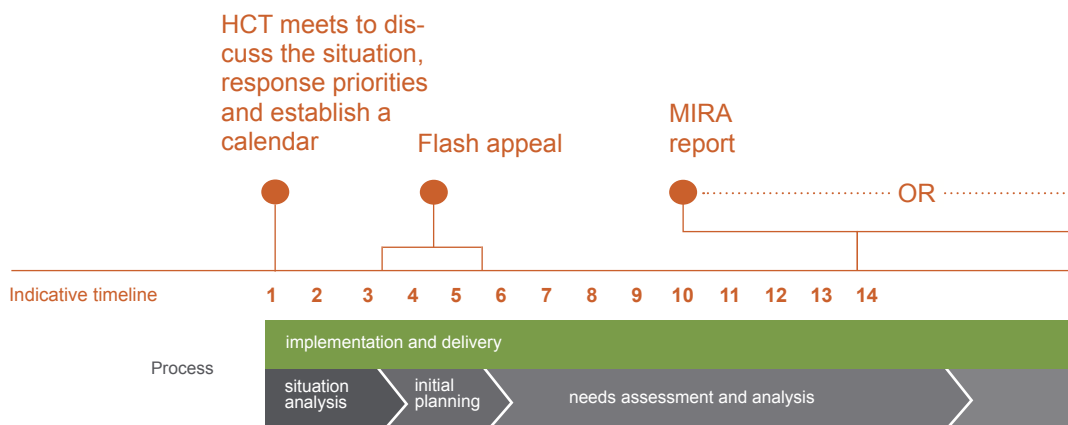 HCT meets to dis-
cuss the situation,
response priorities
and establish a
calendar
Flash appeal
MIRA
report
OR
Indicative timeline 1 2 3 4 5 6 7 8 9 10 11 12 13 14
implementation and delivery
Process
situation
analysis
initial
planning
needs assessment and analysis